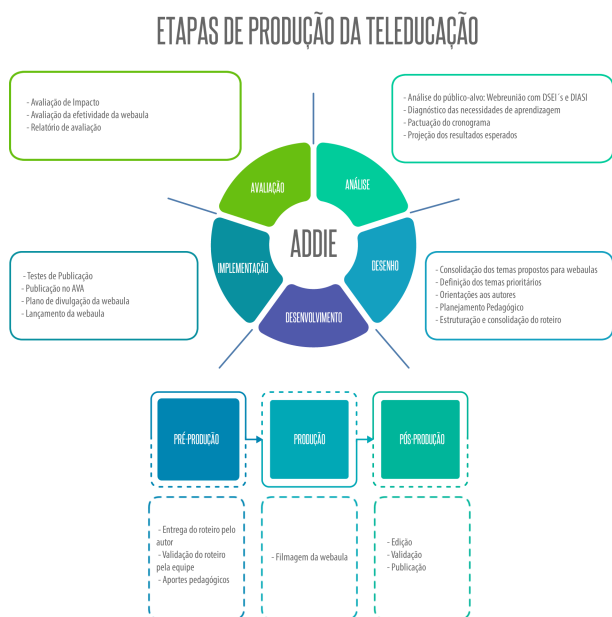 ETAPAS DE PRODUÇÃO DA TELEDUCAÇÃO
- Avaliação de Impacto
- Avaliação da efetividade da webaula
- Relatório de avaliação
- Análise do público-alvo: Webreunião com DSEI´s e DIASI
- Diagnóstico das necessidades de aprendizagem
- Pactuação do cronograma
- Projeção dos resultados esperados
AVALIAÇÃO
ANÁLISE
ADDIE
IMPLEMENTAÇÃO
DESENHO
DESENVOLVIMENTO
- Testes de Publicação
- Publicação no AVA
- Plano de divulgação da webaula
- Lançamento da webaula
- Consolidação dos temas propostos para webaulas
- Definição dos temas prioritários
- Orientações aos autores
- Planejamento Pedagógico
- Estruturação e consolidação do roteiro
PRÉ-PRODUÇÃO
PRODUÇÃO
PÓS-PRODUÇÃO
- Entrega do roteiro pelo
autor
- Validação do roteiro
pela equipe
- Aportes pedagógicos
- Filmagem da webaula
- Edição
- Validação
- Publicação